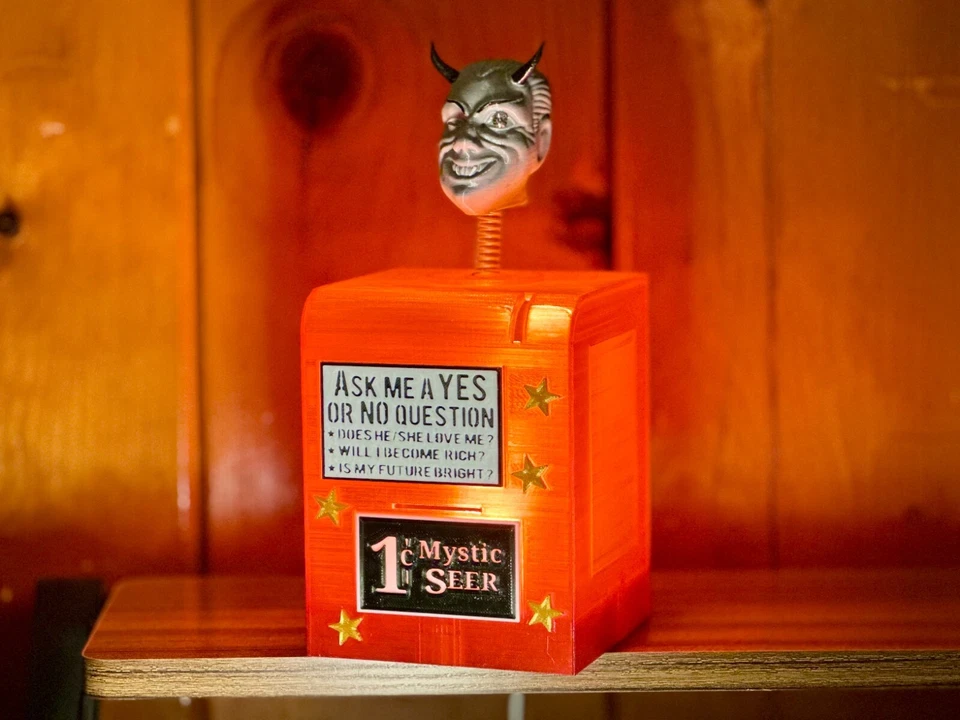 ASK ME A YES
OR NO QUESTION
★ DOES HE/SHE LOVE ME?
★ WILL I BECOME RICH?
★ IS MY FUTURE BRIGHT?
1¢ Mystic
SEER